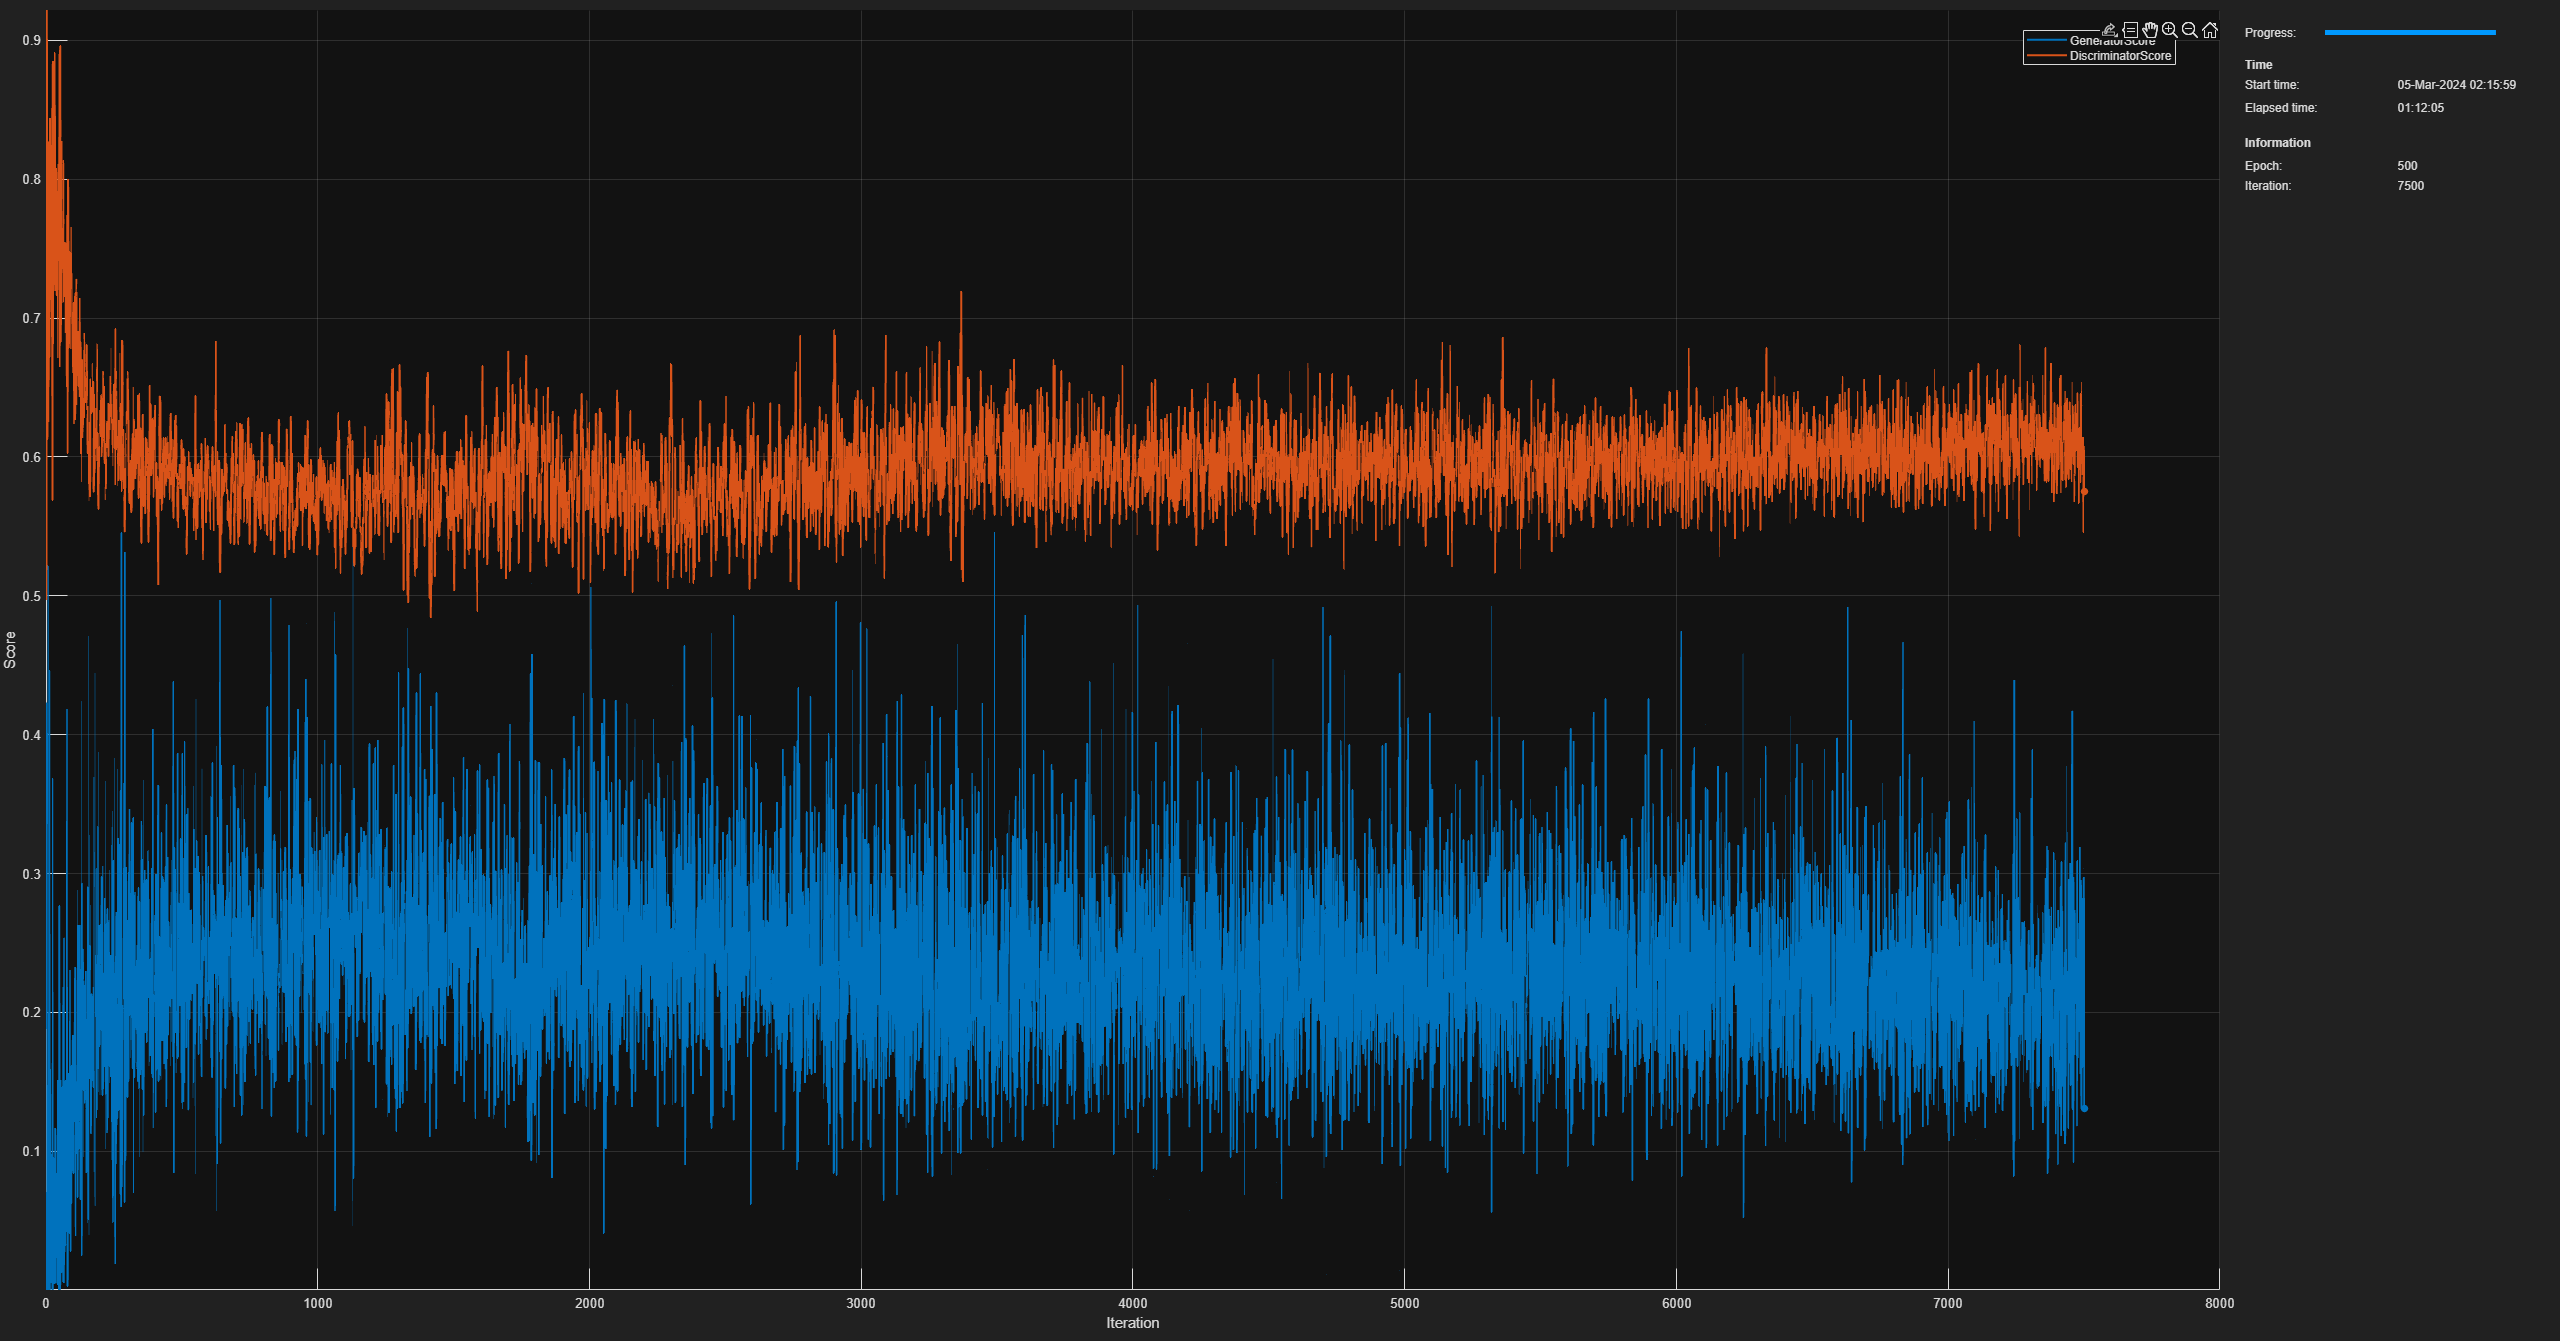 0.9
0.8
0.7
0.6
0.5
0.4
0.3
0.2
0.1
Score
0 1000 2000 3000 4000 5000 6000 7000 8000
Iteration
GeneratorScore
DiscriminatorScore
Progress:
Time
Start time: 05-Mar-2024 02:15:59
Elapsed time: 01:12:05
Information
Epoch: 500
Iteration: 7500